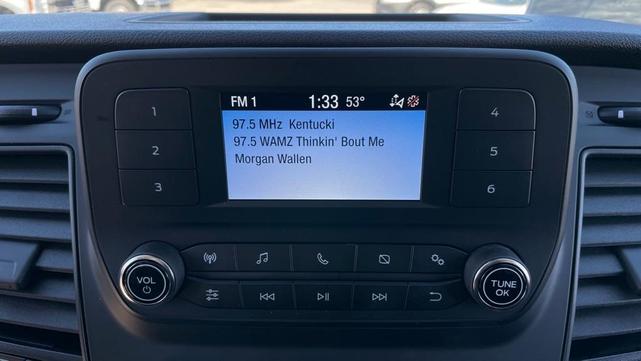 FM 1 1:33 53°
97.5 MHz Kentucki
97.5 WAMZ Thinkin' Bout Me
Morgan Wallen
1
2
3
4
5
6
VOL
TUNE
OK